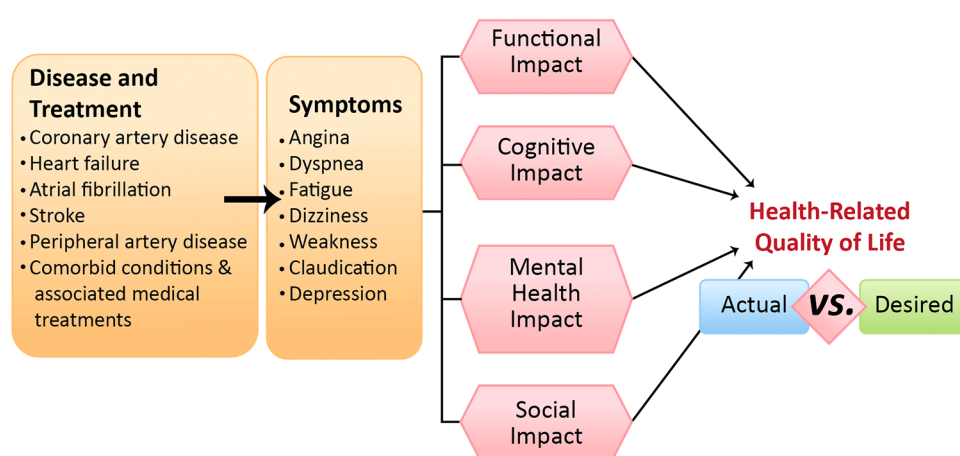 Disease and
Treatment
• Coronary artery disease
• Heart failure
• Atrial fibrillation
• Stroke
• Peripheral artery disease
• Comorbid conditions &
associated medical
treatments
Symptoms
• Angina
• Dyspnea
• Fatigue
• Dizziness
• Weakness
• Claudication
• Depression
Functional
Impact
Cognitive
Impact
Mental
Health
Impact
Social
Impact
Health-Related
Quality of Life
Actual VS. Desired